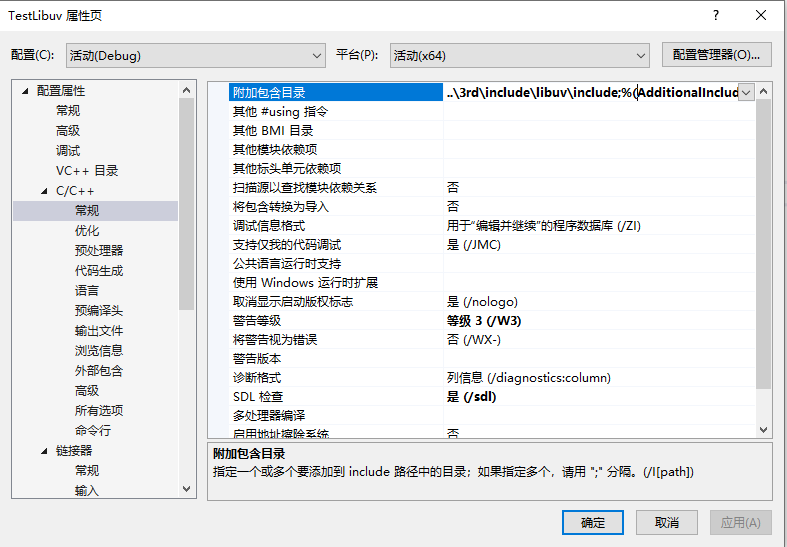 TestLibuv 属性页
配置(C): 活动(Debug) 平台(P): 活动(x64) 配置管理器(O)...
配置属性
常规
高级
调试
VC++ 目录
C/C++
常规
优化
预处理器
代码生成
语言
预编译头
输出文件
浏览信息
外部包含
高级
所有选项
命令行
链接器
常规
输入
附加包含目录 ..\3rd\include\libuv\include;%(AdditionalInclud
其他 #using 指令
其他 BMI 目录
其他模块依赖项
其他标头单元依赖项
扫描源以查找模块依赖关系 否
将包含转换为导入 否
调试信息格式 用于“编辑并继续”的程序数据库 (/ZI)
支持仅我的代码调试 是 (/JMC)
公共语言运行时支持
使用 Windows 运行时扩展
取消显示启动版权标志 是 (/nologo)
警告等级 等级 3 (/W3)
将警告视为错误 否 (/WX-)
警告版本
诊断格式 列信息 (/diagnostics:column)
SDL 检查 是 (/sdl)
多处理器编译
启用地址擦除系统 否
附加包含目录
指定一个或多个要添加到 include 路径中的目录；如果指定多个，请用 ";" 分隔。(/I[path])
确定 取消 应用(A)